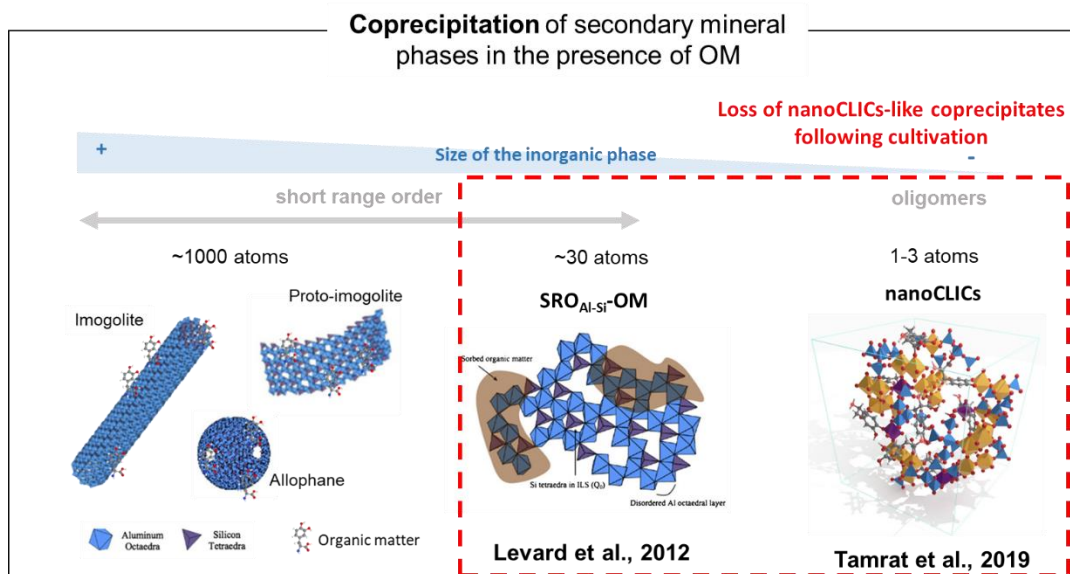 Coprecipitation of secondary mineral
phases in the presence of OM
Loss of nanoCLICs-like coprecipitates
following cultivation
+
Size of the inorganic phase
-
short range order
oligomers
~1000 atoms
~30 atoms
1-3 atoms
Imogolite
Proto-imogolite
SROAl-Si-OM
nanoCLICs
Sorbed organic matter
Allophane
Si tetraedra in ILS (Q3)
Disordered Al octaedral layer
Aluminum
Octaedra
Silicon
Tetraedra
Organic matter
Levard et al., 2012
Tamrat et al., 2019